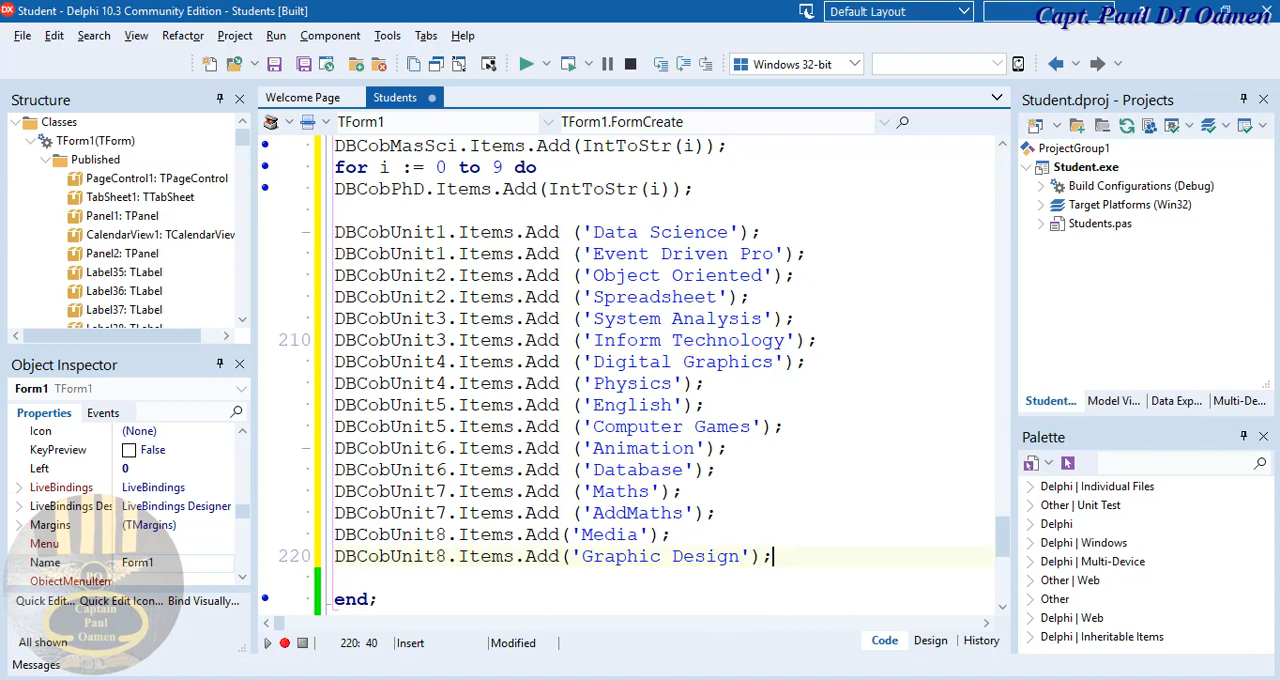 Student - Delphi 10.3 Community Edition - Students [Built]
Default Layout
Capt. Paul DJ Oamen
File Edit Search View Refactor Project Run Component Tools Tabs Help
Windows 32-bit
Structure
Classes
TForm1(TForm)
Published
PageControl1: TPageControl
TabSheet1: TTabSheet
Panel1: TPanel
CalendarView1: TCalendarView
Panel2: TPanel
Label35: TLabel
Label36: TLabel
Label37: TLabel
Label38: TLabel
Object Inspector
Form1 TForm1
Properties Events
Icon (None)
KeyPreview False
Left 0
LiveBindings LiveBindings
LiveBindings Des LiveBindings Designer
Margins (TMargins)
Menu
Name Form1
ObjectMenuItem
Quick Edit... Quick Edit Icon... Bind Visually...
All shown
Captain
Paul
Oamen
Messages
Welcome Page Students
TForm1 TForm1.FormCreate
DBCobMasSci.Items.Add(IntToStr(i));
for i := 0 to 9 do
DBCobPhD.Items.Add(IntToStr(i));
DBCobUnit1.Items.Add ('Data Science');
DBCobUnit1.Items.Add ('Event Driven Pro');
DBCobUnit2.Items.Add ('Object Oriented');
DBCobUnit2.Items.Add ('Spreadsheet');
DBCobUnit3.Items.Add ('System Analysis');
210 DBCobUnit3.Items.Add ('Inform Technology');
DBCobUnit4.Items.Add ('Digital Graphics');
DBCobUnit4.Items.Add ('Physics');
DBCobUnit5.Items.Add ('English');
DBCobUnit5.Items.Add ('Computer Games');
DBCobUnit6.Items.Add ('Animation');
DBCobUnit6.Items.Add ('Database');
DBCobUnit7.Items.Add ('Maths');
DBCobUnit7.Items.Add ('AddMaths');
DBCobUnit8.Items.Add('Media');
220 DBCobUnit8.Items.Add('Graphic Design');
end;
220: 40 Insert Modified
Code Design History
Student.dproj - Projects
ProjectGroup1
Student.exe
Build Configurations (Debug)
Target Platforms (Win32)
Students.pas
Student... Model Vi... Data Exp... Multi-De...
Palette
Delphi | Individual Files
Other | Unit Test
Delphi
Delphi | Windows
Delphi | Multi-Device
Other | Web
Other
Delphi | Web
Delphi | Inheritable Items